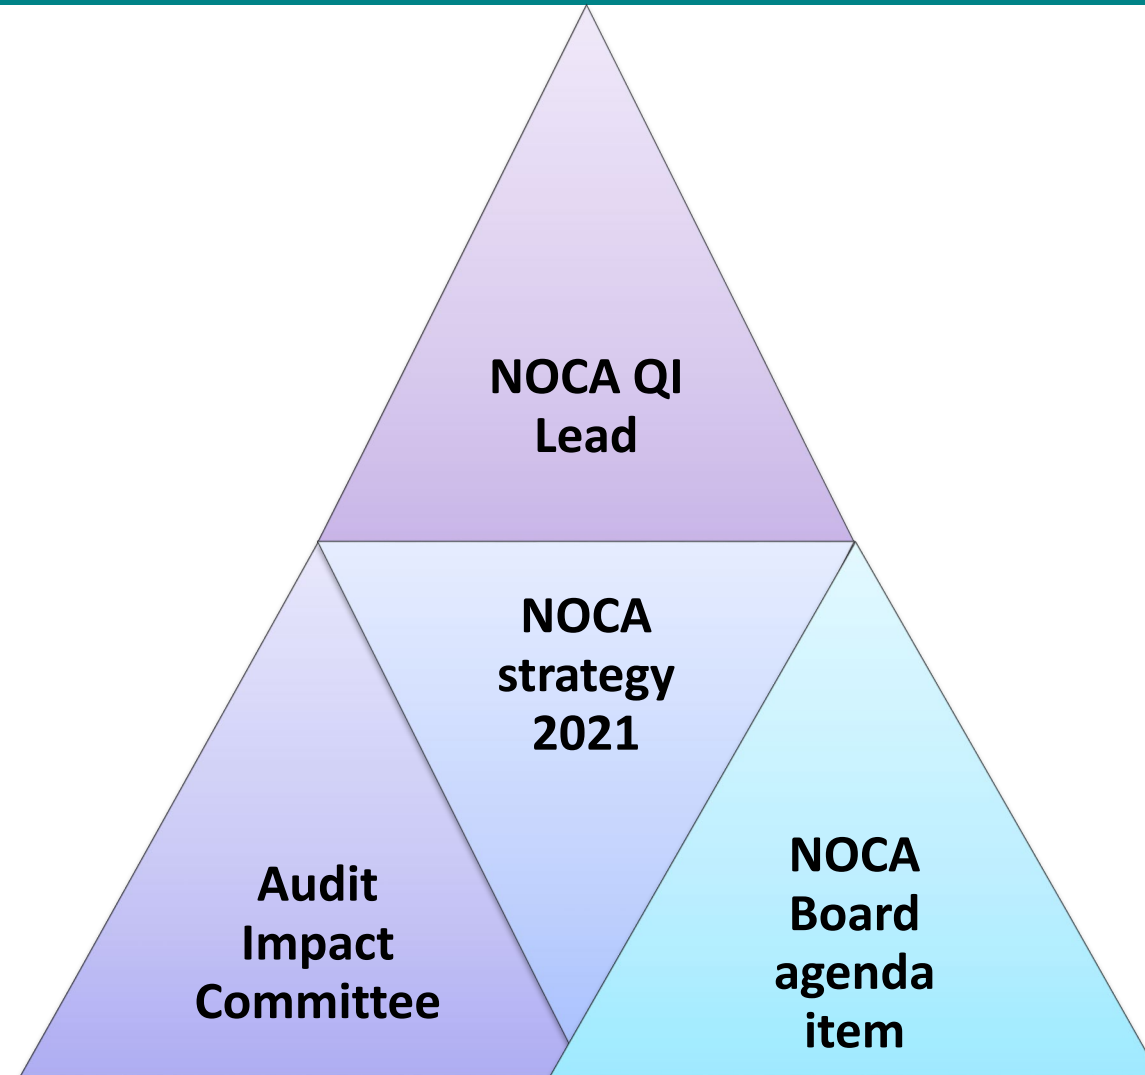 NOCA QI
Lead
NOCA
strategy
2021
Audit
Impact
Committee
NOCA
Board
agenda
item